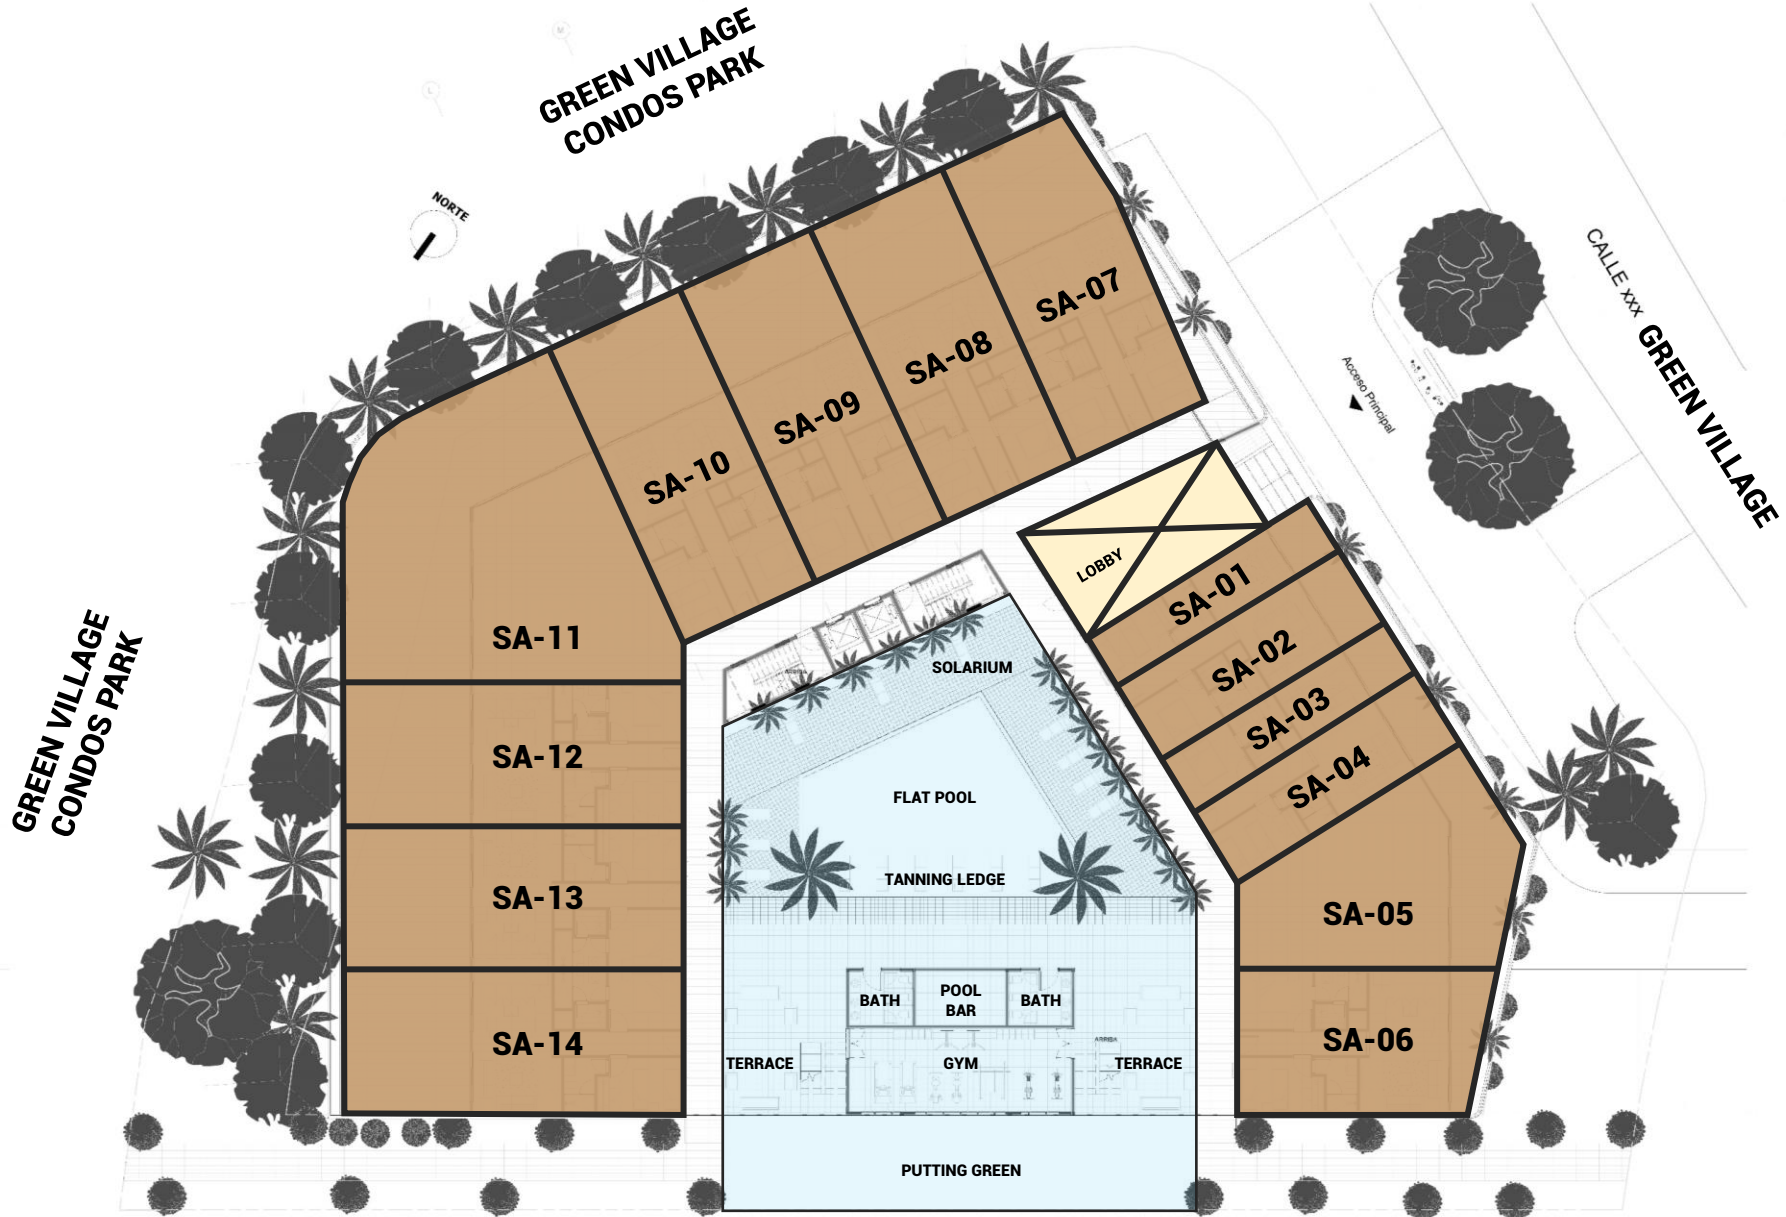 GREEN VILLAGE
CONDOS PARK
M
L
NORTE
CALLE XXX
GREEN VILLAGE
Acceso Principal
SA-07
SA-08
SA-09
SA-10
LOBBY
SA-01
SA-02
SA-03
SA-04
SA-05
SA-06
SA-11
SA-12
SA-13
SA-14
GREEN VILLAGE
CONDOS PARK
SOLARIUM
FLAT POOL
TANNING LEDGE
BATH
POOL
BAR
BATH
ARRIBA
TERRACE
GYM
TERRACE
PUTTING GREEN